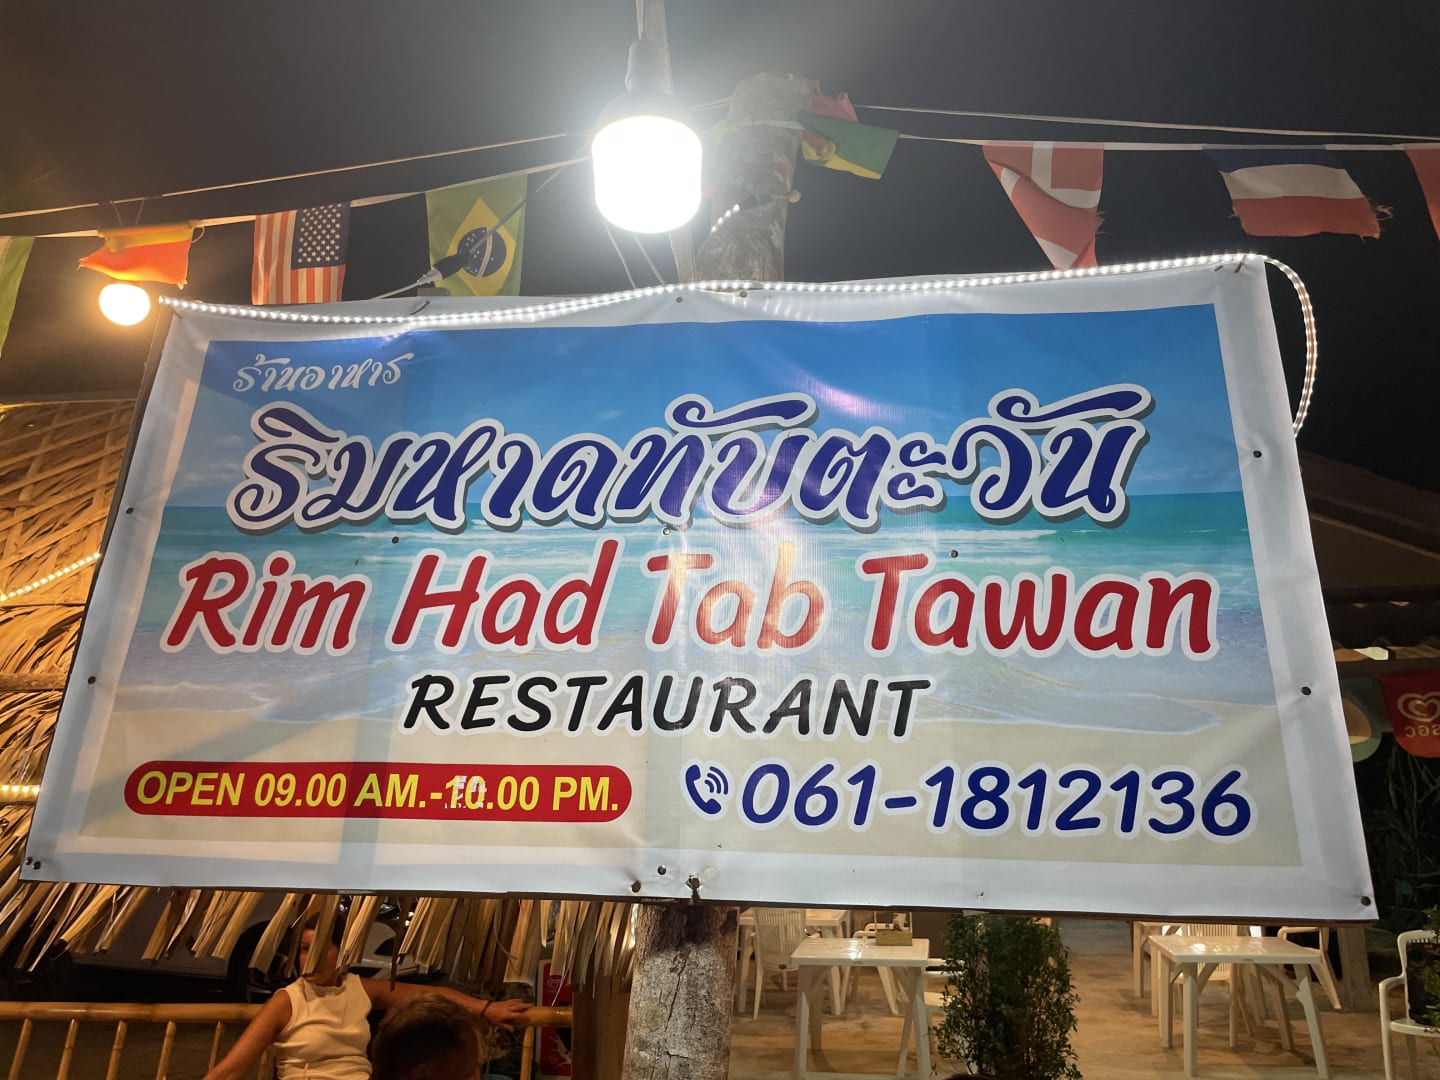 ร้านอาหาร
ริมหาดทับตะวัน
Rim Had Tab Tawan
RESTAURANT
OPEN 09.00 AM.-10.00 PM.
061-1812136